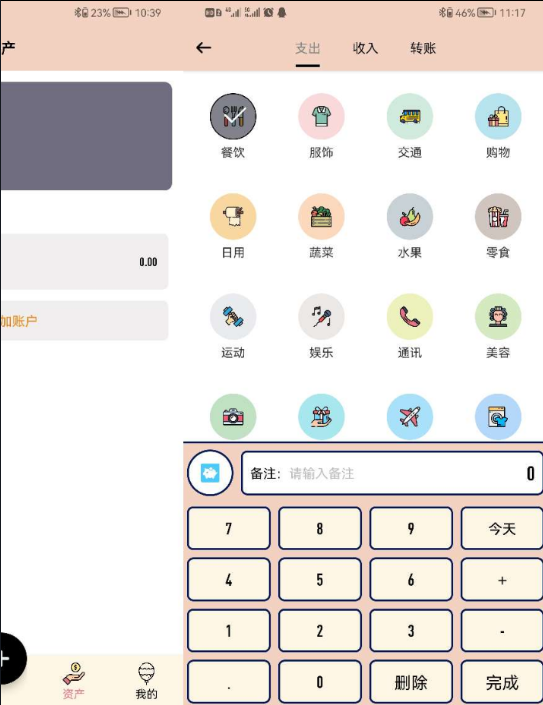 23% 10:39
产
0.00
加账户
资产
我的
46% 11:17
支出 收入 转账
餐饮 服饰 交通 购物
日用 蔬菜 水果 零食
运动 娱乐 通讯 美容
备注: 请输入备注 0
7 8 9 今天
4 5 6 +
1 2 3 -
. 0 删除 完成